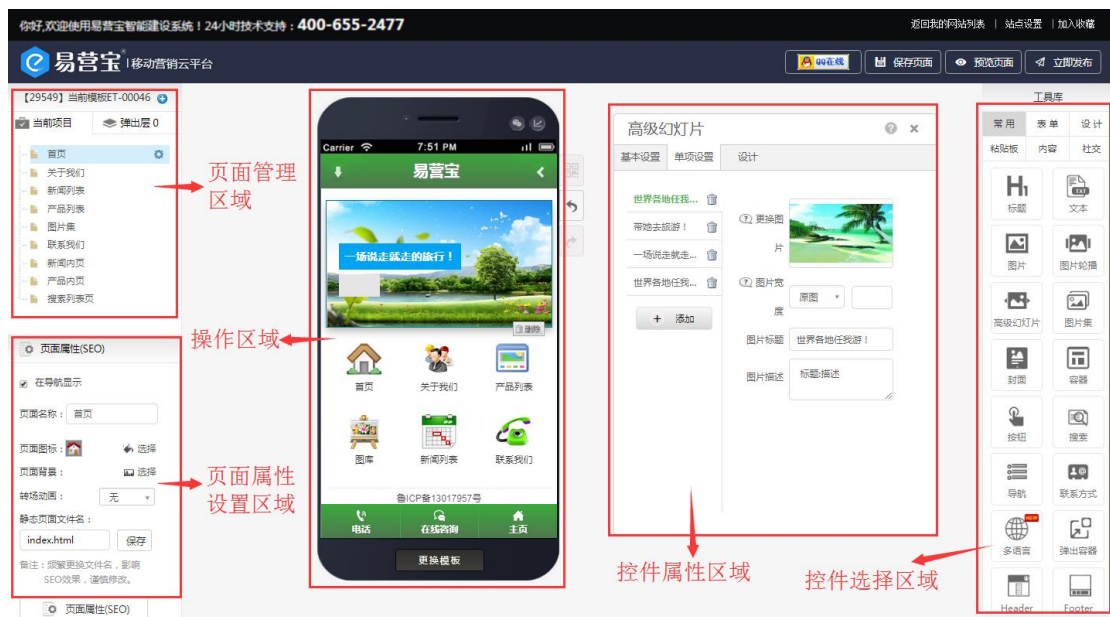 你好,欢迎使用易营宝智能建设系统！24小时技术支持：400-655-2477
返回我的网站列表 | 站点设置 | 加入收藏
易营宝 | 移动营销云平台
QQ在线
保存页面
预览页面
立即发布
【29549】当前模板ET-00046
当前项目
弹出层 0
首页
关于我们
新闻列表
产品列表
图片集
联系我们
新闻内页
产品内页
搜索列表页
页面管理
区域
页面属性(SEO)
在导航显示
页面名称： 首页
页面图标： 选择
页面背景： 选择
转场动画： 无
静态页面文件名：
index.html 保存
备注：频繁更换文件名，影响
SEO效果，谨慎修改。
页面属性(SEO)
页面属性
设置区域
操作区域
Carrier 7:51 PM
易营宝
一场说走就走的旅行！
删除
首页 关于我们 产品列表
图库 新闻列表 联系我们
鲁ICP备13017957号
电话 在线咨询 主页
更换模板
高级幻灯片
基本设置 单项设置 设计
世界各地任我...
带她去旅游！
一场说走就走...
世界各地任我...
+ 添加
更换图
片
图片宽
度
原图
图片标题 世界各地任我游！
图片描述 标题描述
控件属性区域
控件选择区域
工具库
常用 表单 设计
粘贴板 内容 社交
H1
标题
TXT
文本
图片 图片轮播
高级幻灯片 图片集
封面 容器
按钮 搜索
导航 联系方式
NEW
多语言 弹出容器
Header Footer